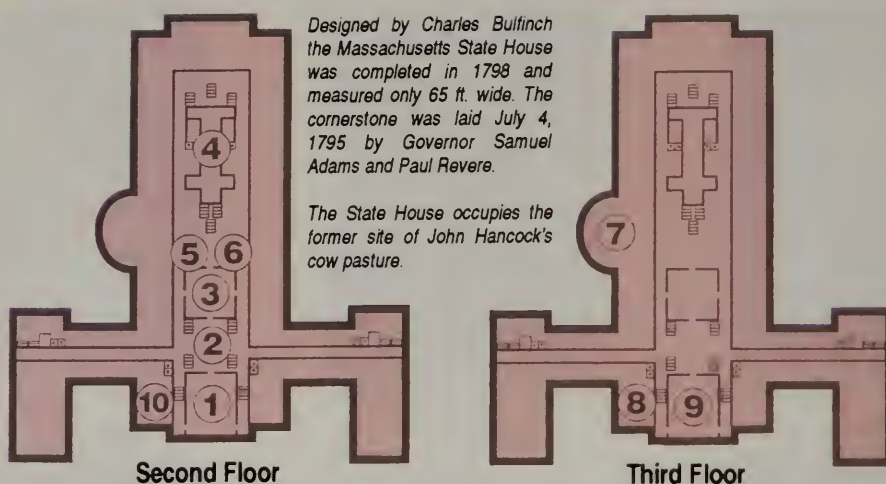 Designed by Charles Bulfinch
the Massachusetts State House
was completed in 1798 and
measured only 65 ft. wide. The
cornerstone was laid July 4,
1795 by Governor Samuel
Adams and Paul Revere.
The State House occupies the
former site of John Hancock's
cow pasture.
4
5
6
3
2
10
1
Second Floor
7
8
9
Third Floor